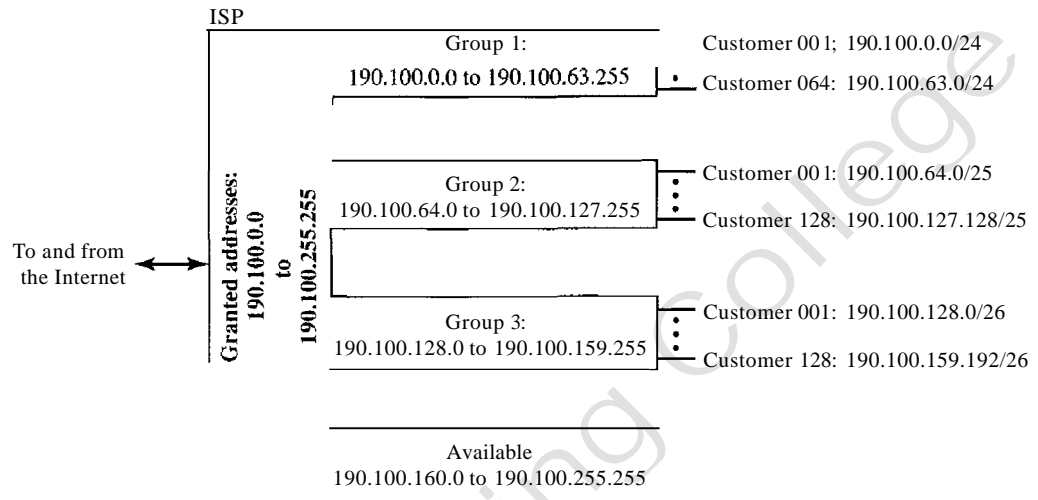 ISP
Group 1:
190.100.0.0 to 190.100.63.255
Customer 001; 190.100.0.0/24
Customer 064: 190.100.63.0/24
Group 2:
190.100.64.0 to 190.100.127.255
Customer 001: 190.100.64.0/25
Customer 128: 190.100.127.128/25
To and from
the Internet
Granted addresses:
190.100.0.0
to
190.100.255.255
Group 3:
190.100.128.0 to 190.100.159.255
Customer 001: 190.100.128.0/26
Customer 128: 190.100.159.192/26
Available
190.100.160.0 to 190.100.255.255
ing College